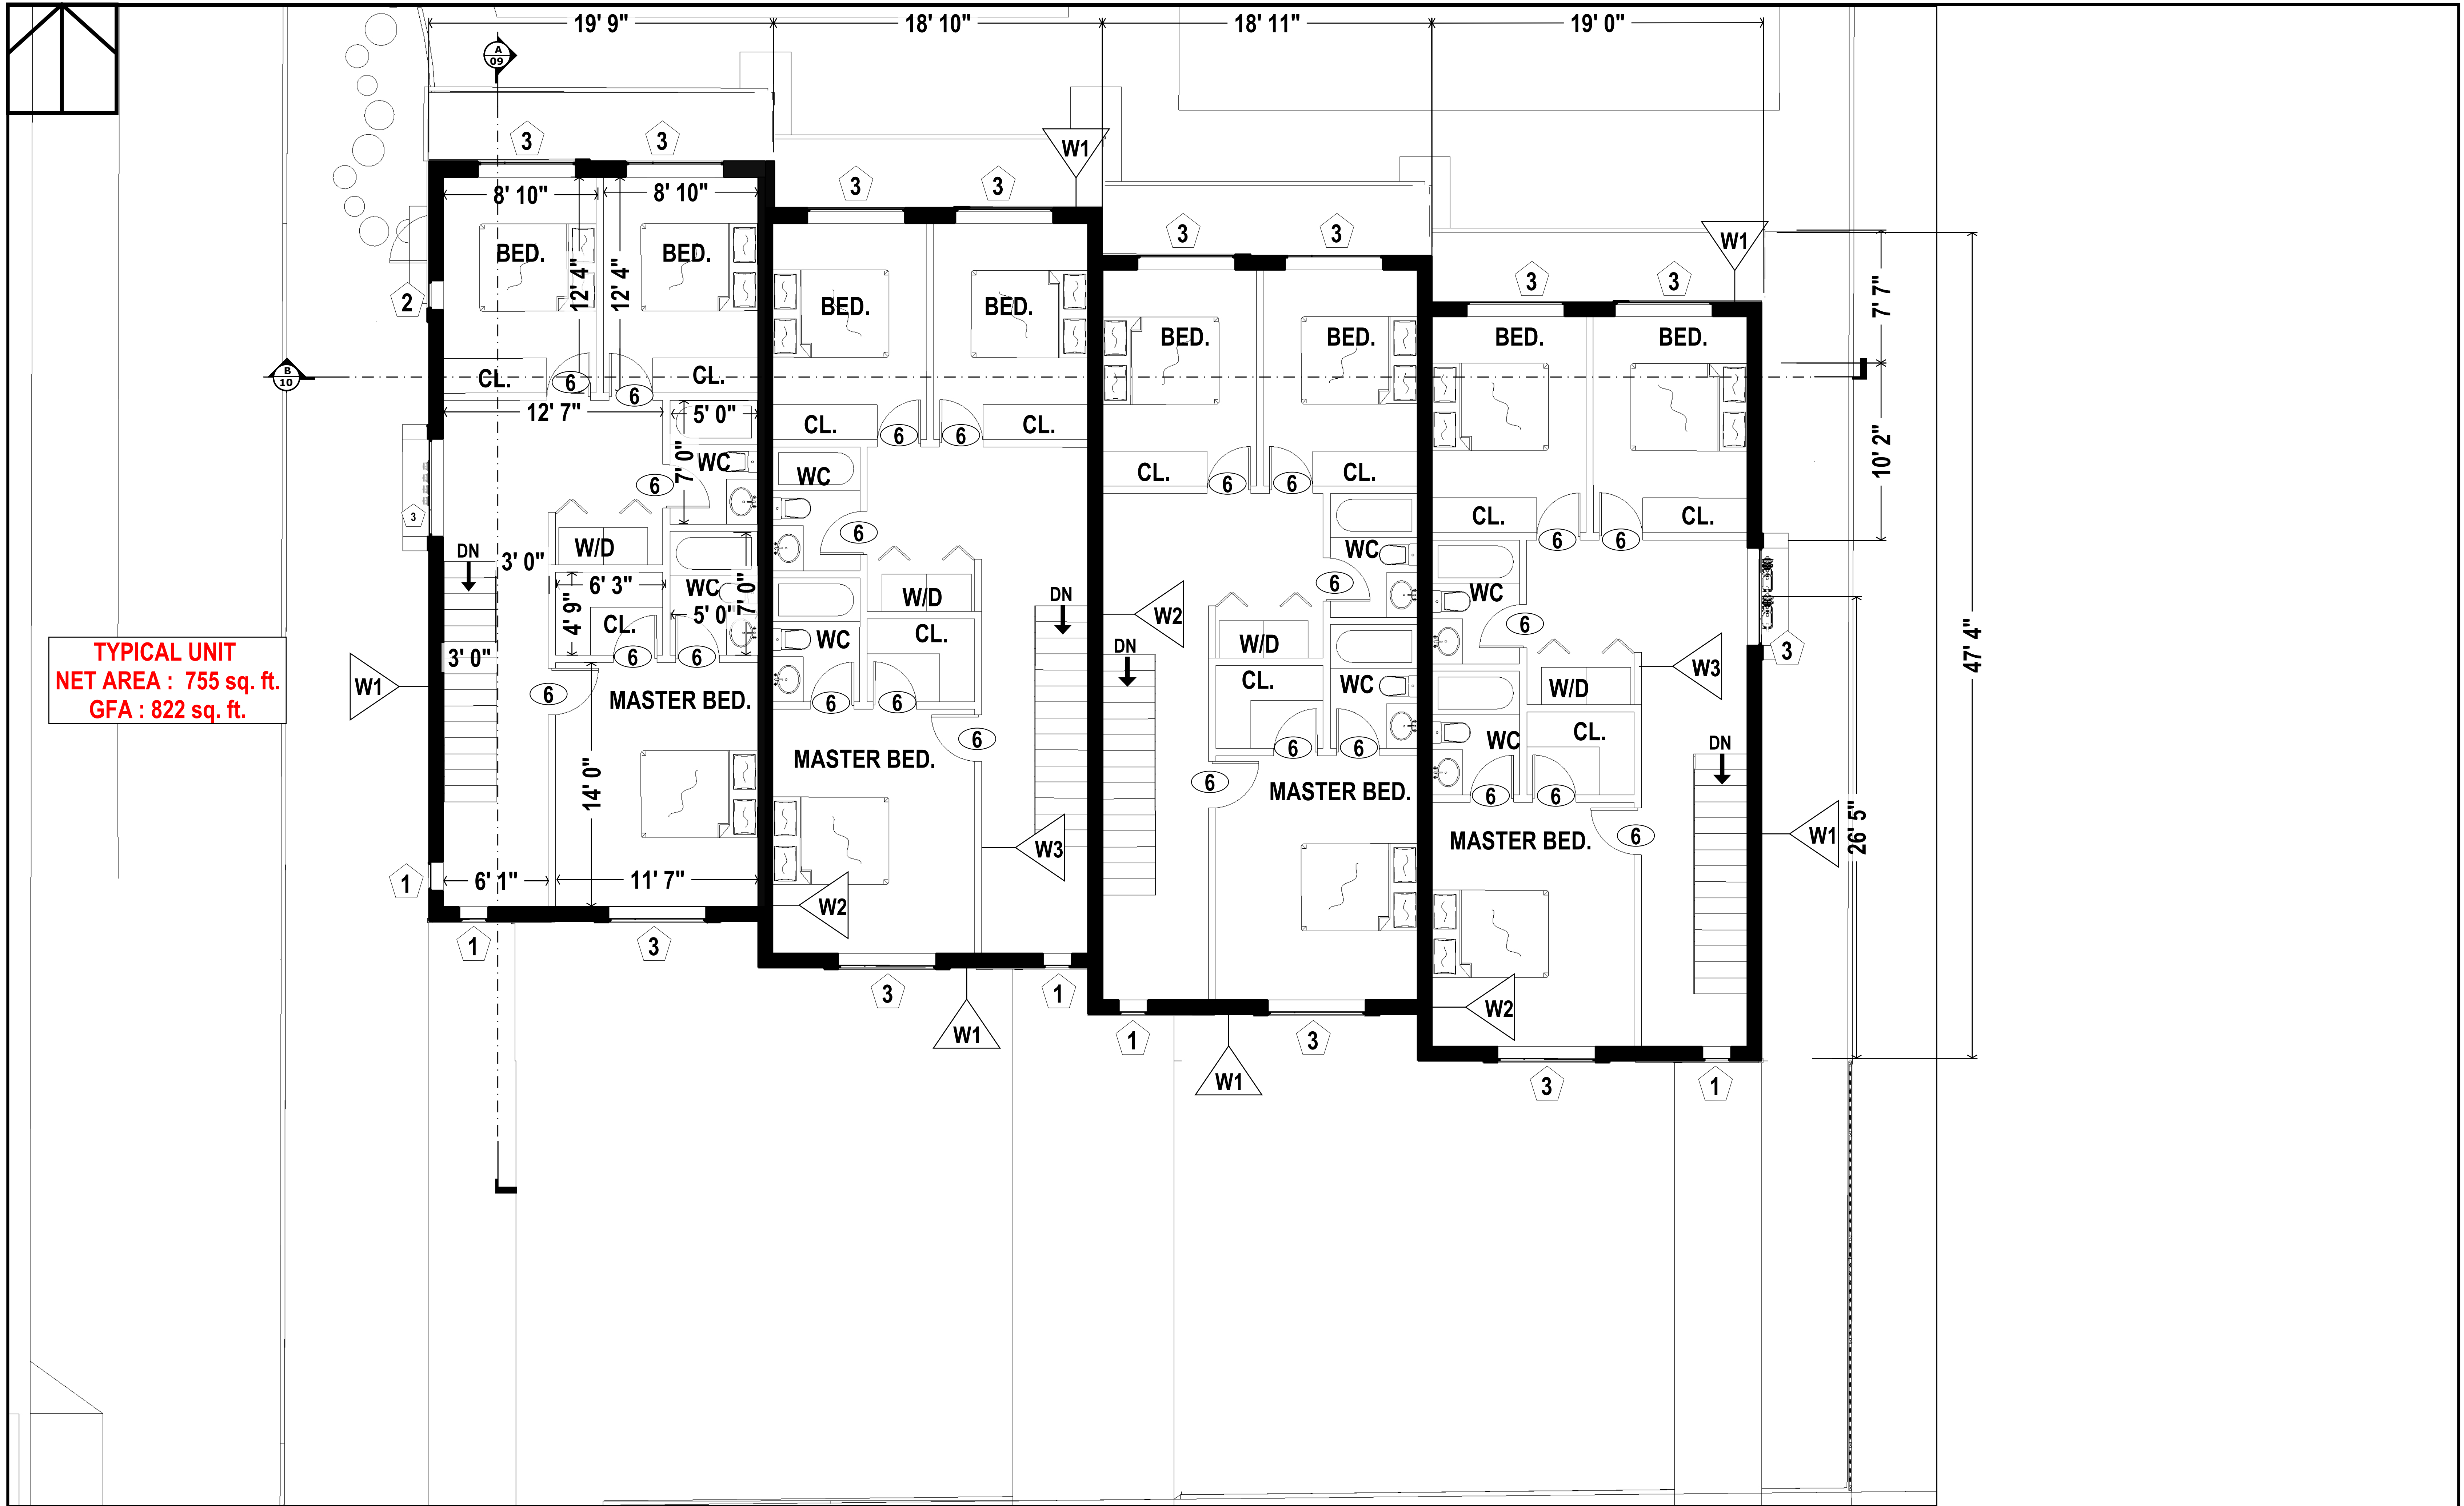 19' 9"
18' 10"
18' 11"
19' 0"
A
09
3
3
W1
3
3
8' 10"
8' 10"
3
3
W1
BED.
BED.
12' 4"
12' 4"
3
3
7' 7"
2
BED.
BED.
BED.
BED.
BED.
BED.
B
10
CL.
6
CL.
6
12' 7"
5' 0"
CL.
6
6
CL.
10' 2"
7' 0"
WC
6
WC
CL.
6
6
CL.
3
CL.
CL.
6
6
6
DN
3' 0"
W/D
WC
6
6' 3"
WC
5' 0"
7' 0"
4' 9"
DN
W/D
W2
WC
6
CL.
6
6
3' 0"
WC
CL.
DN
W/D
3
47' 4"
TYPICAL UNIT
NET AREA : 755 sq. ft.
GFA : 822 sq. ft.
W1
6
MASTER BED.
6
6
CL.
WC
W/D
W3
6
MASTER BED.
6
6
WC
CL.
DN
14' 0"
6
MASTER BED.
6
6
MASTER BED.
6
W1
26' 5"
W3
1
6' 1"
11' 7"
W2
1
3
3
1
W2
W1
1
3
W1
3
1